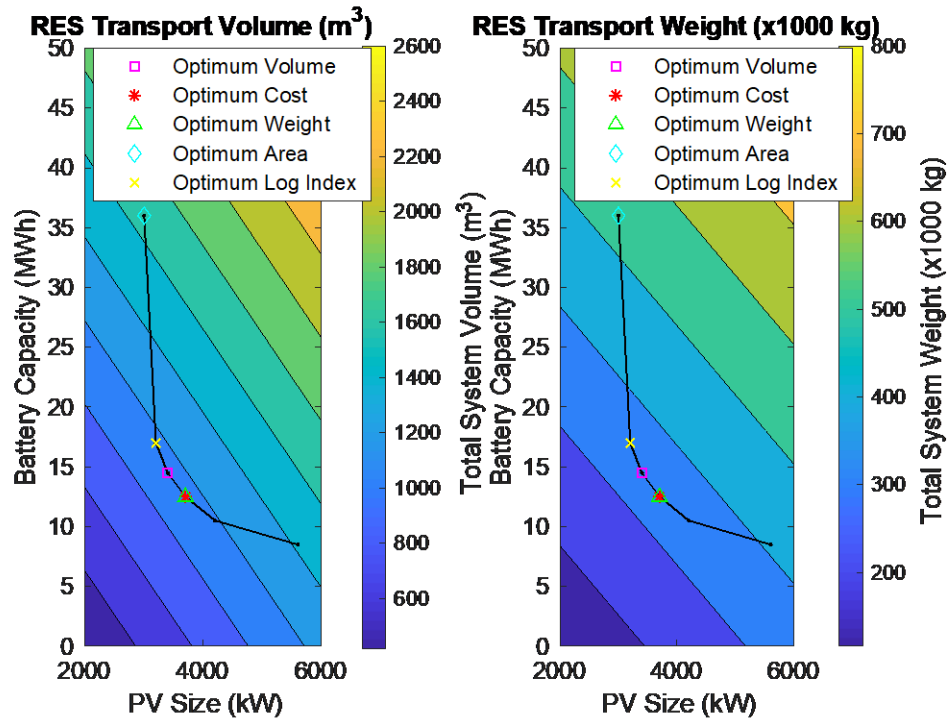 RES Transport Volume (m³)
50
45
40
35
30
25
20
15
10
5
0
Battery Capacity (MWh)
2000
4000
6000
PV Size (kW)
Optimum Volume
Optimum Cost
Optimum Weight
Optimum Area
Optimum Log Index
2600
2400
2200
2000
1800
1600
1400
1200
1000
800
600
Total System Volume (m³)
RES Transport Weight (x1000 kg)
50
45
40
35
30
25
20
15
10
5
0
Battery Capacity (MWh)
2000
4000
6000
PV Size (kW)
Optimum Volume
Optimum Cost
Optimum Weight
Optimum Area
Optimum Log Index
800
700
600
500
400
300
200
Total System Weight (x1000 kg)